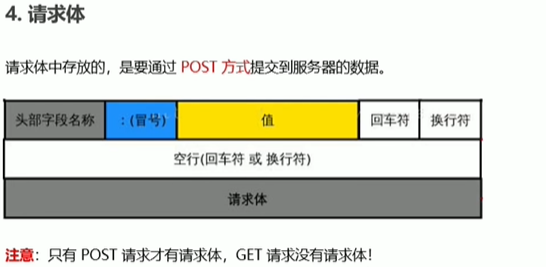 4. 请求体
请求体中存放的，是要通过 POST 方式提交到服务器的数据。
头部字段名称 : (冒号) 值 回车符 换行符
空行(回车符 或 换行符)
请求体
注意：只有 POST 请求才有请求体，GET 请求没有请求体！